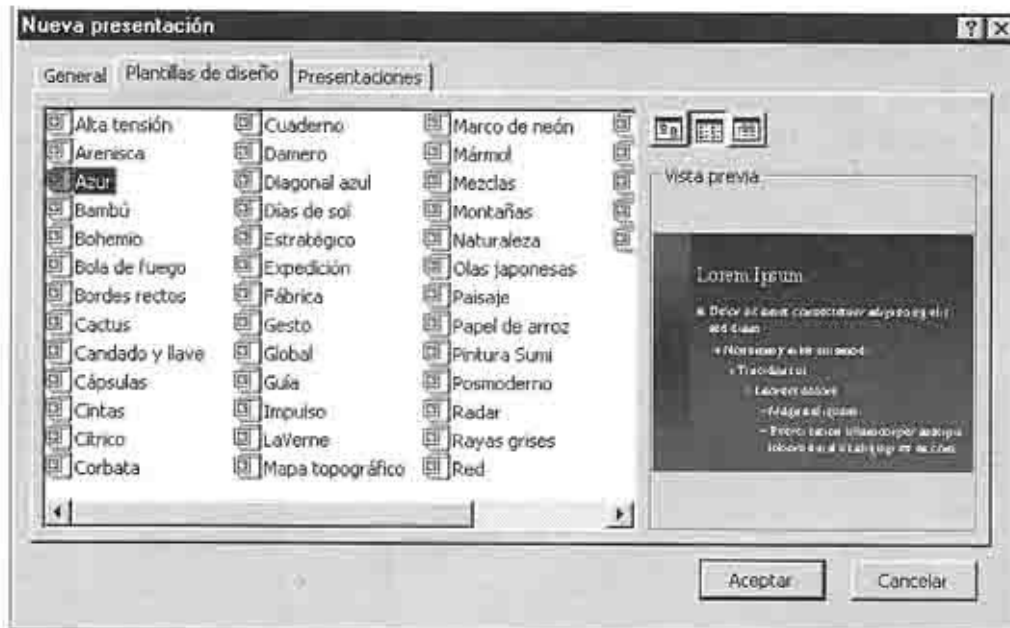 Nueva presentación
General Plantillas de diseño Presentaciones
Alta tensión
Arenisca
Azur
Bambú
Bohemio
Bola de fuego
Bordes rectos
Cactus
Candado y llave
Cápsulas
Cintas
Cítrico
Corbata
Cuaderno
Damero
Diagonal azul
Días de sol
Estratégico
Expedición
Fábrica
Gesto
Global
Guía
Impulso
LaVerne
Mapa topográfico
Marco de neón
Mármol
Mezclas
Montañas
Naturaleza
Olas japonesas
Paisaje
Papel de arroz
Pintura Sumi
Posmoderno
Radar
Rayas grises
Red
Vista previa
Lorem Ipsum
Aceptar Cancelar